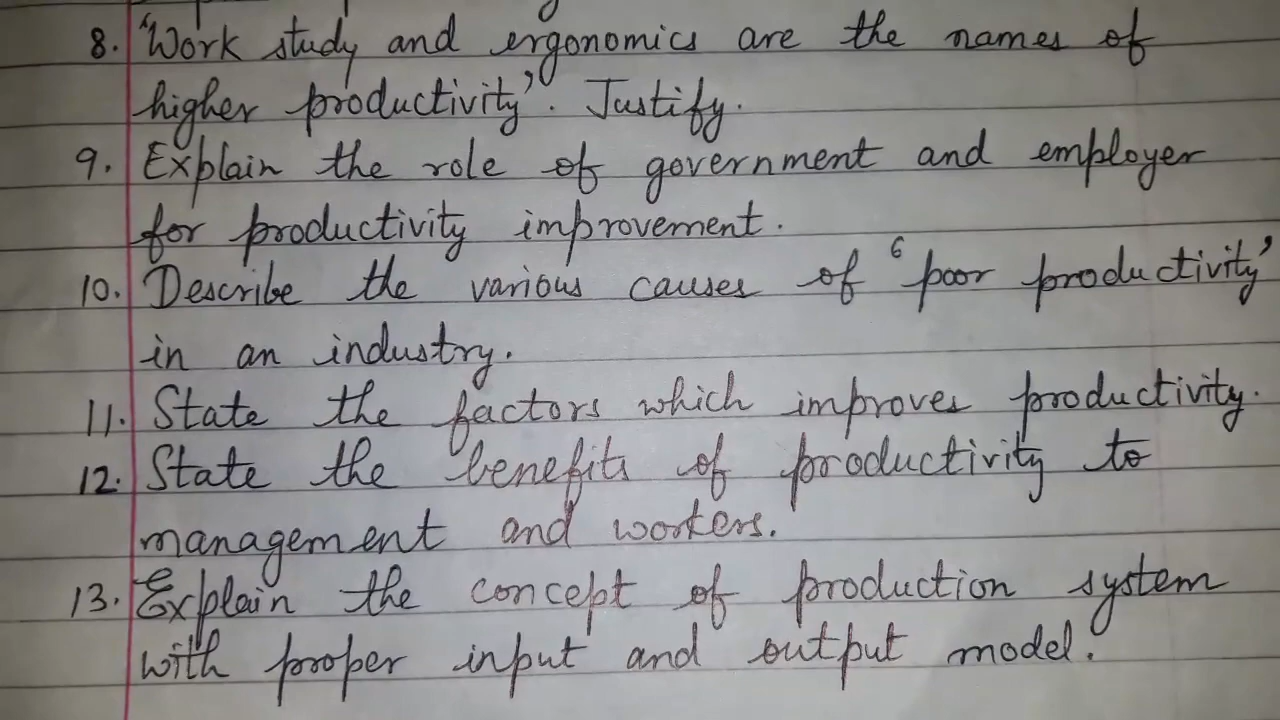 8. 'Work study and ergonomics are the names of
higher productivity'. Justify.
9. Explain the role of government and employer
for productivity improvement.
10. Describe the various causes of 'poor productivity'
in an industry.
11. State the factors which improves productivity.
12. State the benefits of productivity to
management and workers.
13. Explain the concept of production system
with proper input and output model.